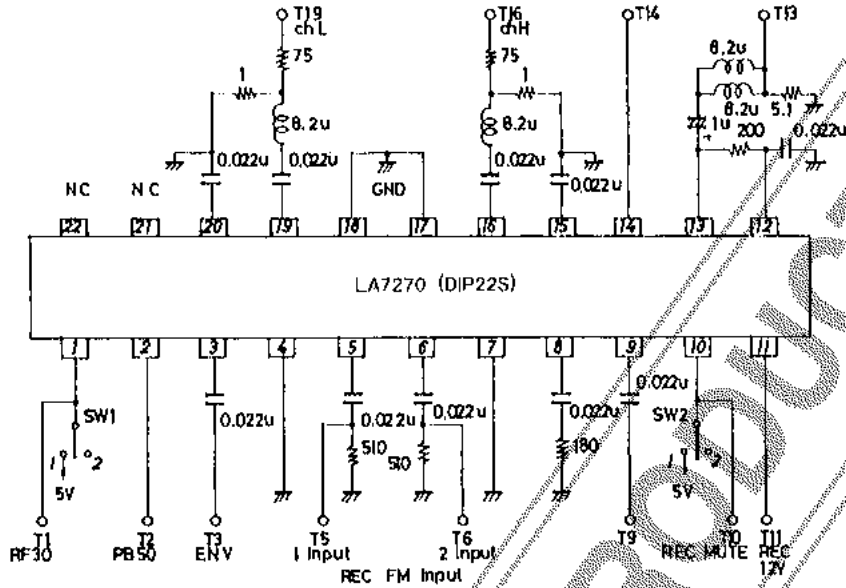 T19 T16 T14 T13
chL chH
75 75 8.2u
1 1 8.2u 5.1
8.2u 8.2u 1u
+ 200 0.022u
0.022u 0.022u 0.022u 0.022u
NC NC GND
22 21 20 19 18 17 16 15 14 13 12
LA7270 (DIP22S)
1 2 3 4 5 6 7 8 9 10 11
0.022u
SW1 0.022u 0.022u 0.022u 0.022u SW2
510 510 180
1 2 1 2
5V 5V
T1 T2 T3 T5 T6 T9 T10 T11
RF30 PB50 ENV 1 Input 2 Input REC MUTE REC
12V
REC FM Input